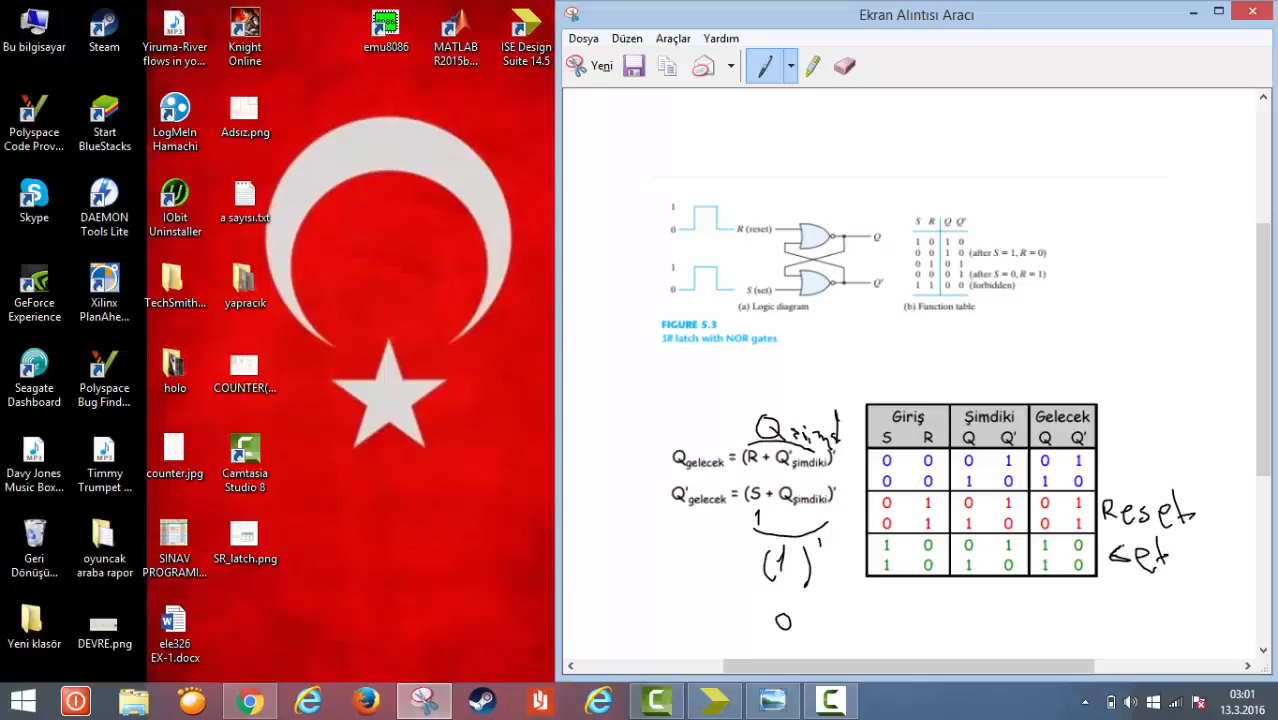 Bu bilgisayar
Steam
Yiruma-River
flows in yo...
Knight
Online
emu8086
MATLAB
R2015b...
ISE Design
Suite 14.5
Polyspace
Code Prov...
Start
BlueStacks
LogMeIn
Hamachi
Adsız.png
Skype
DAEMON
Tools Lite
IObit
Uninstaller
a sayısı.txt
GeForce
Experience
Xilinx
PlanAhe...
TechSmith...
yapracik
Seagate
Dashboard
Polyspace
Bug Find...
holo
COUNTER(...
Davy Jones
Music Box...
Timmy
Trumpet ...
counter.jpg
Camtasia
Studio 8
Geri
Dönüşü...
oyuncak
araba rapor
SINAV
PROGRAMI...
SR_latch.png
Yeni klasör
DEVRE.png
ele326
EX-1.docx
Ekran Alıntısı Aracı
Dosya Düzen Araçlar Yardım
Yeni
1
0
R (reset)
Q
1
0
S (set)
Q'
(a) Logic diagram
S R Q Q'
1 0 1 0
0 0 1 0 (after S = 1, R = 0)
0 1 0 1
0 0 0 1 (after S = 0, R = 1)
1 1 0 0 (forbidden)
(b) Function table
FIGURE 5.3
SR latch with NOR gates
Qgelecek = (R + Q'şimdiki)'
Q'gelecek = (S + Qşimdiki)'
1
(1)'
0
Giriş Şimdiki Gelecek
S R Q Q' Q Q'
0 0 0 1 0 1
0 0 1 0 1 0
0 1 0 1 0 1
0 1 1 0 0 1
1 0 0 1 1 0
1 0 1 0 1 0
Reset
set
03:01
13.3.2016